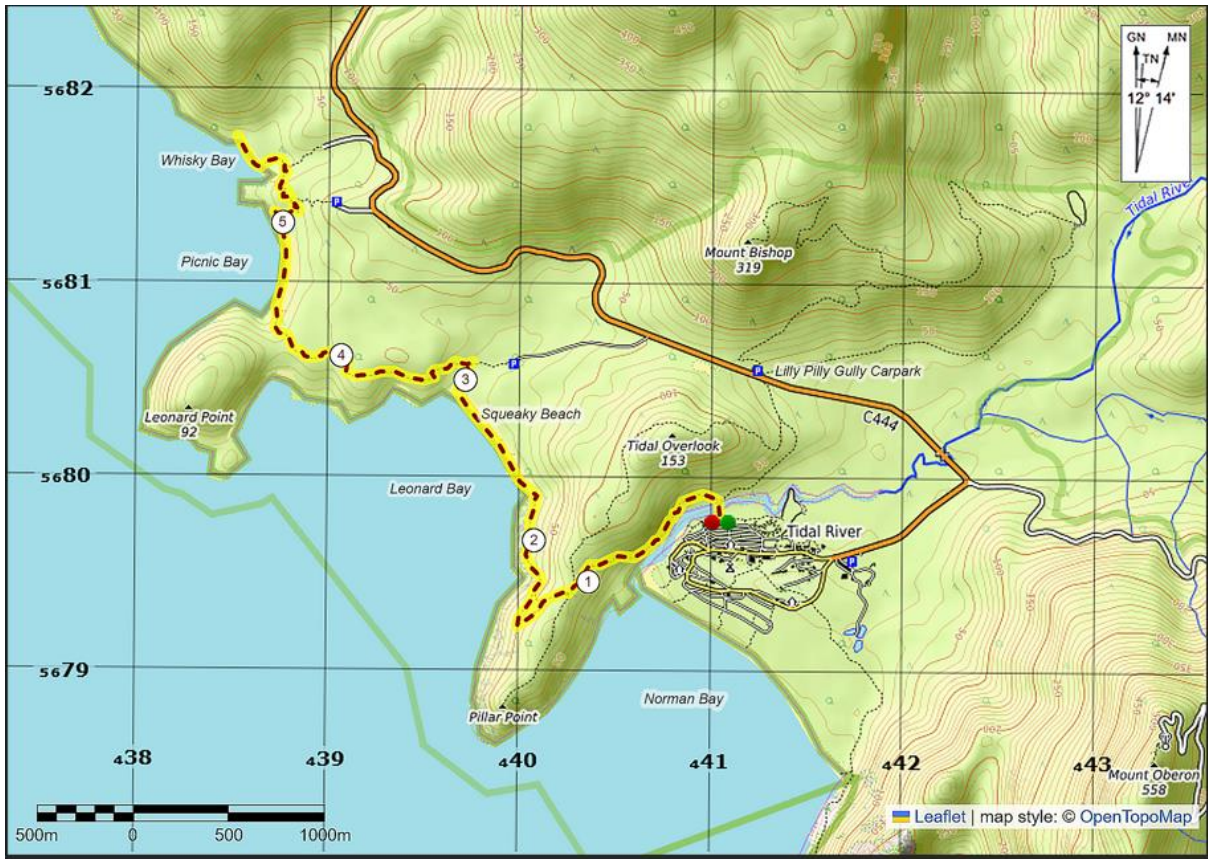 GN MN
TN
12° 14'
5682
5681
5680
5679
438
439
440
441
442
443
Whisky Bay
Picnic Bay
Leonard Point
92
Leonard Bay
Squeaky Beach
Mount Bishop
319
Lilly Pilly Gully Carpark
Tidal Overlook
153
C444
Tidal River
Tidal River
Norman Bay
Pillar Point
Mount Oberon
558
1
2
3
4
5
P
P
P
P
500m 0 500 1000m
Leaflet | map style: © OpenTopoMap